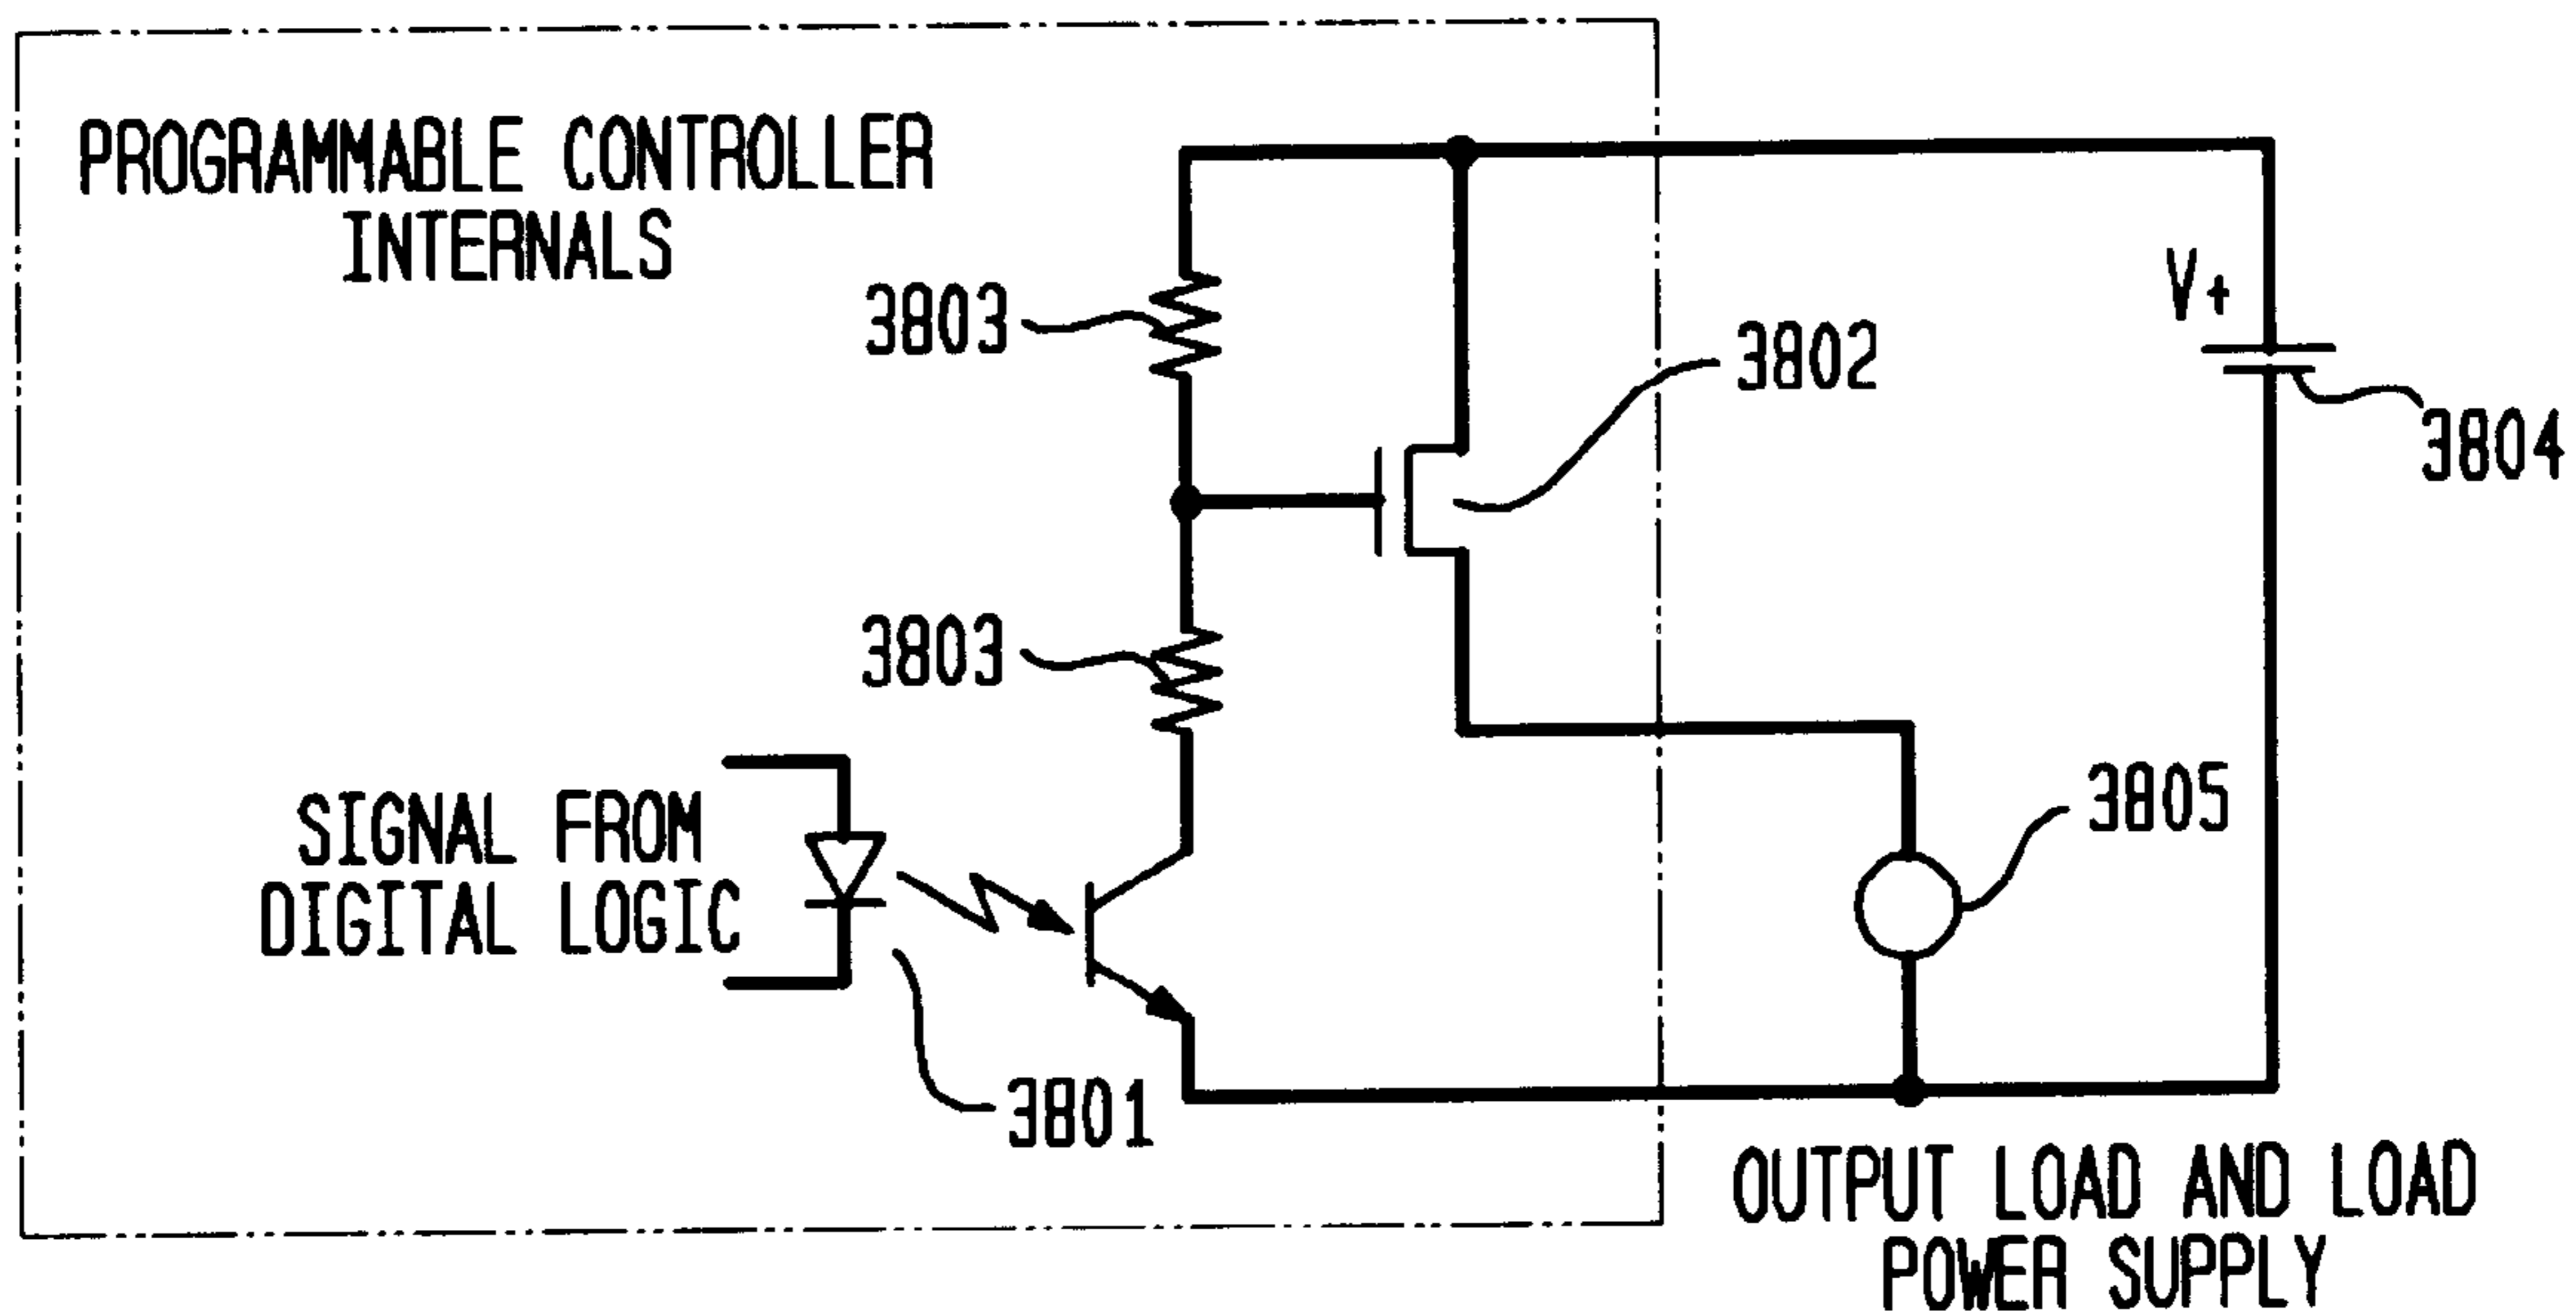 PROGRAMMABLE CONTROLLER
INTERNALS
3803
3802
V+
3804
3803
SIGNAL FROM
DIGITAL LOGIC
3805
3801
OUTPUT LOAD AND LOAD
POWER SUPPLY